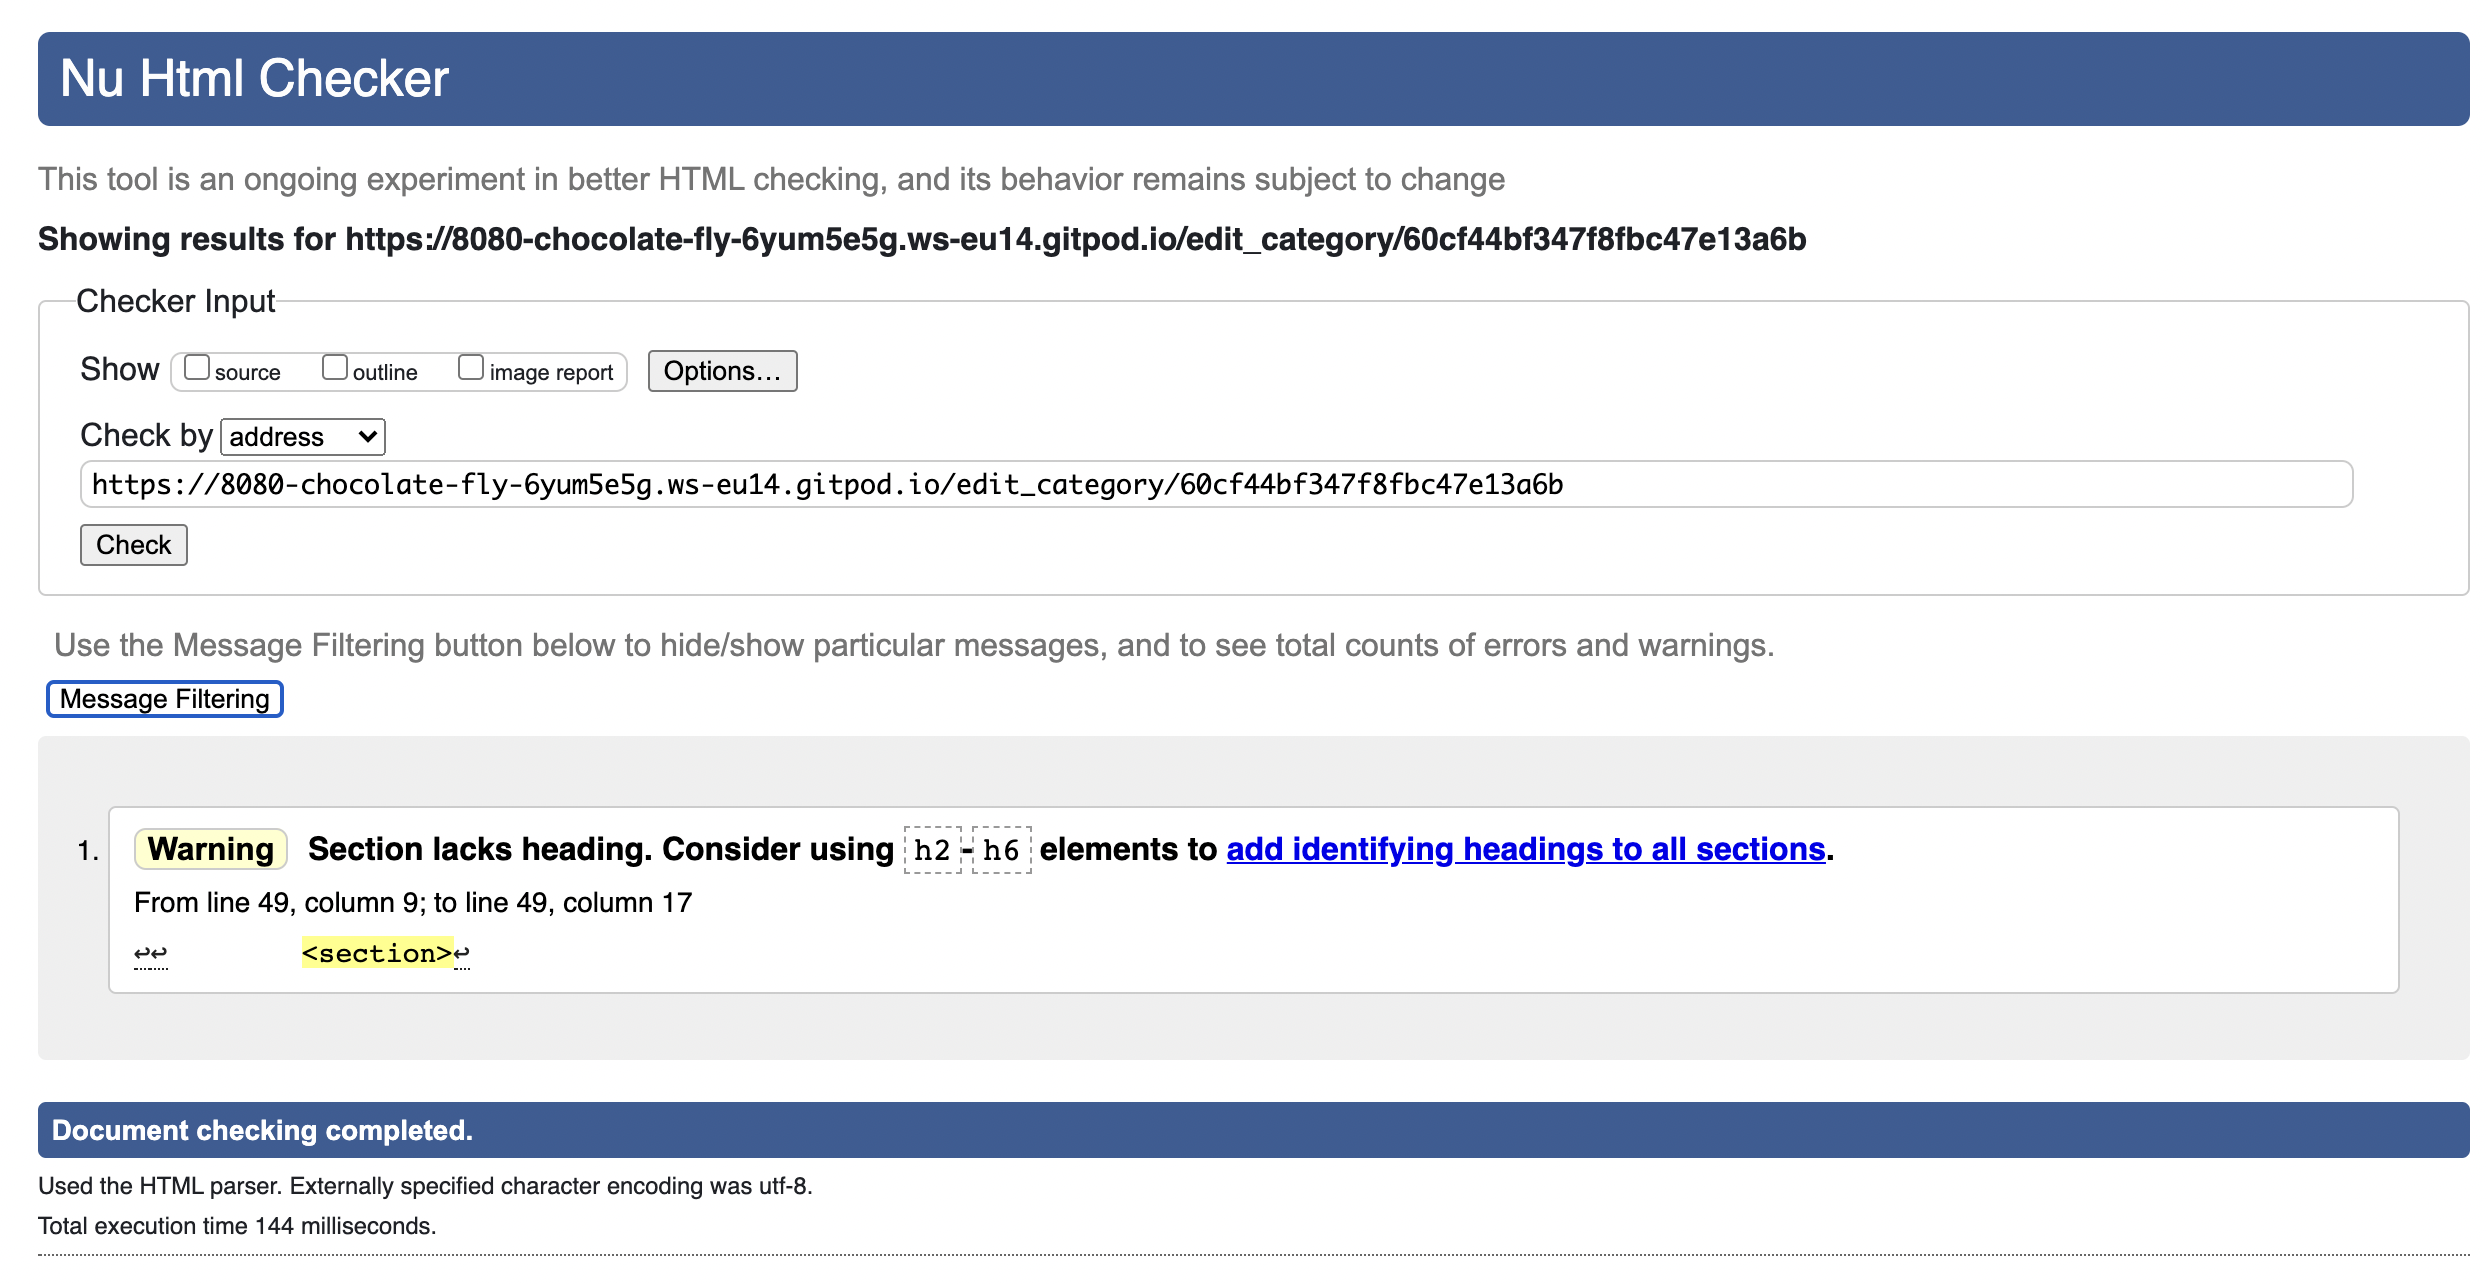 Nu Html Checker
This tool is an ongoing experiment in better HTML checking, and its behavior remains subject to change
Showing results for https://8080-chocolate-fly-6yum5e5g.ws-eu14.gitpod.io/edit_category/60cf44bf347f8fbc47e13a6b
Checker Input
Show source outline image report Options...
Check by address
https://8080-chocolate-fly-6yum5e5g.ws-eu14.gitpod.io/edit_category/60cf44bf347f8fbc47e13a6b
Check
Use the Message Filtering button below to hide/show particular messages, and to see total counts of errors and warnings.
Message Filtering
1. Warning Section lacks heading. Consider using h2-h6 elements to add identifying headings to all sections.
From line 49, column 9; to line 49, column 17
↩↩ <section>↩
Document checking completed.
Used the HTML parser. Externally specified character encoding was utf-8.
Total execution time 144 milliseconds.